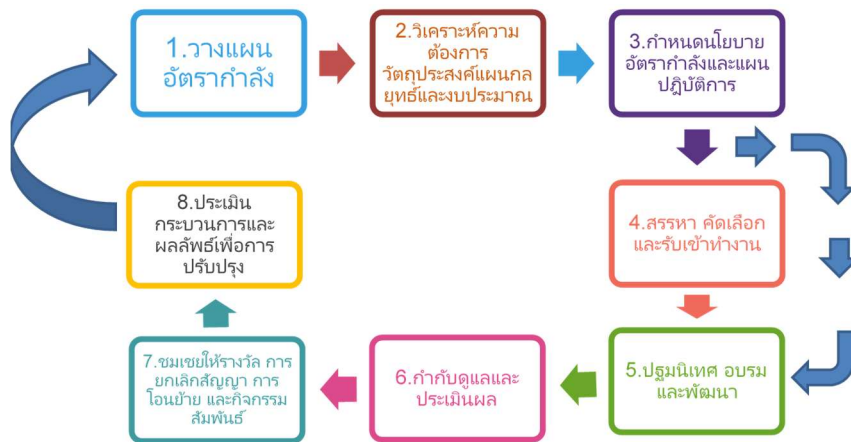 1.วางแผน
อัตรากำลัง
2.วิเคราะห์ความ
ต้องการ
วัตถุประสงค์แผนกล
ยุทธ์และงบประมาณ
3.กำหนดนโยบาย
อัตรากำลังและแผน
ปฎิบัติการ
4.สรรหา คัดเลือก
และรับเข้าทำงาน
5.ปฐมนิเทศ อบรม
และพัฒนา
6.กำกับดูแลและ
ประเมินผล
7.ชมเชยให้รางวัล การ
ยกเลิกสัญญา การ
โอนย้าย และกิจกรรม
สัมพันธ์
8.ประเมิน
กระบวนการและ
ผลลัพธ์เพื่อการ
ปรับปรุง